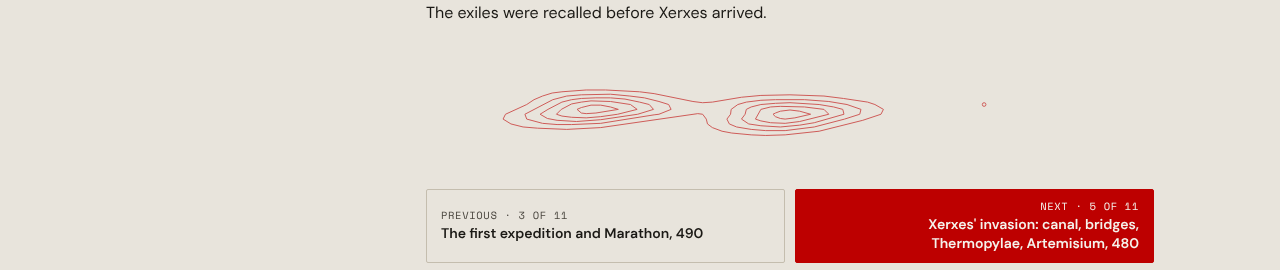 The exiles were recalled before Xerxes arrived.
PREVIOUS · 3 OF 11
The first expedition and Marathon, 490
NEXT · 5 OF 11
Xerxes' invasion: canal, bridges,
Thermopylae, Artemisium, 480